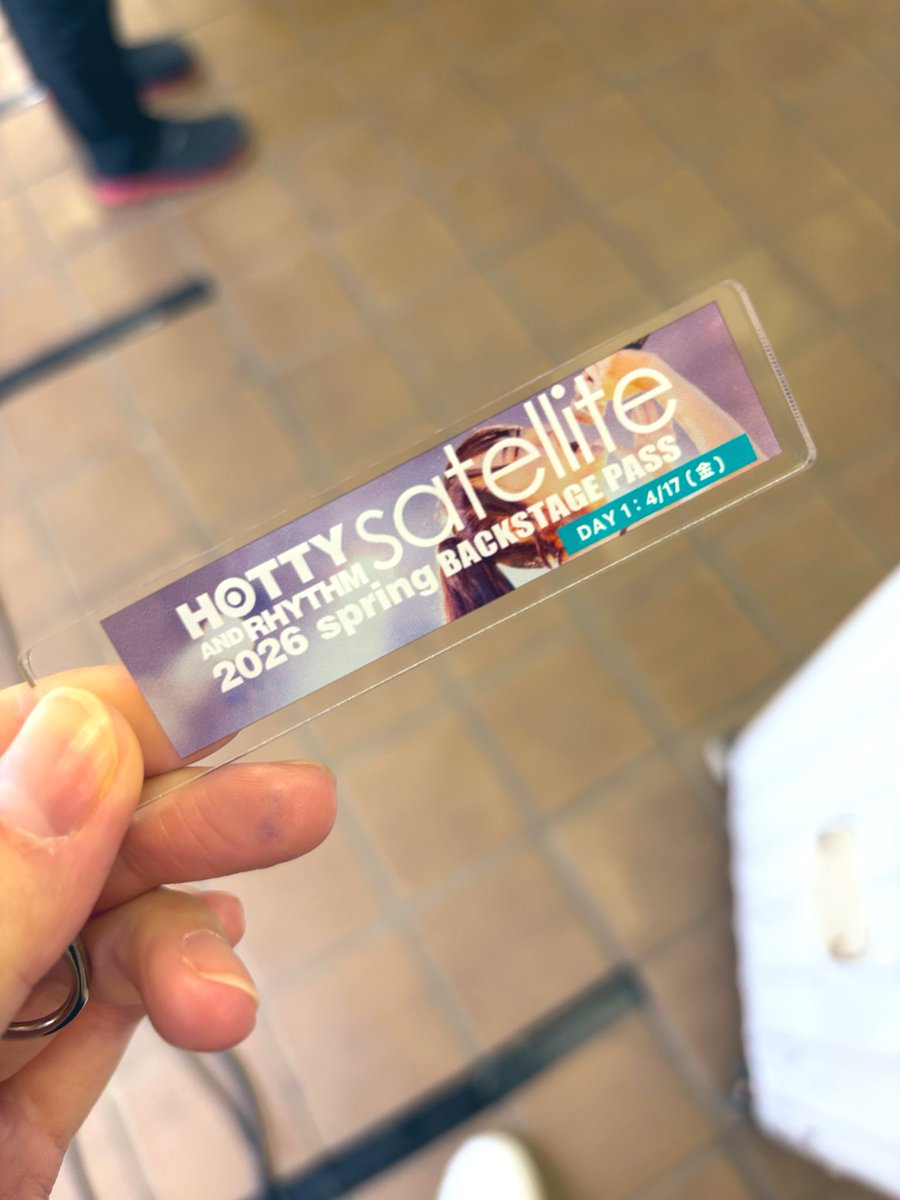 HOTTY
AND RHYTHM.
satellite
2026 spring BACKSTAGE PASS
DAY 1 : 4/17 (金)